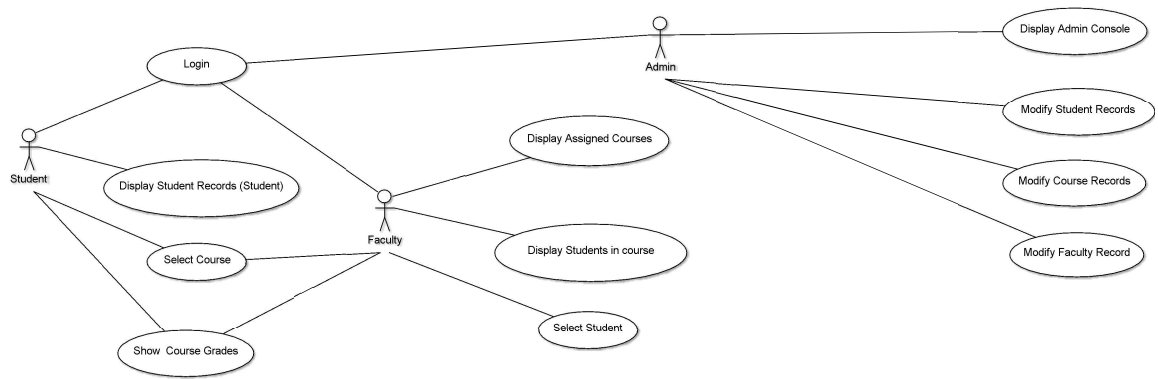 Display Admin Console
Login
Admin
Modify Student Records
Display Assigned Courses
Student
Display Student Records (Student)
Modify Course Records
Faculty
Select Course
Display Students in course
Modify Faculty Record
Select Student
Show  Course Grades